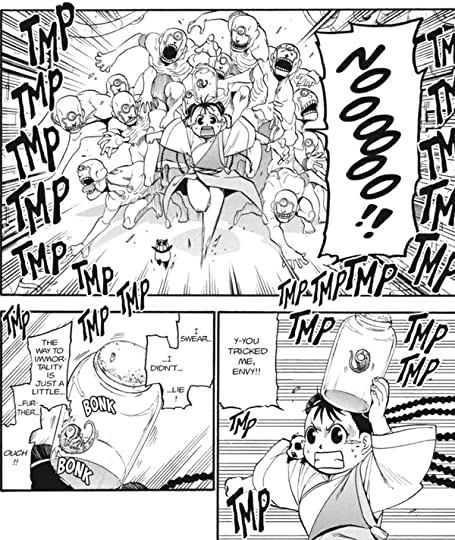 TMP
TMP
TMP
TMP
TMP
NOOOOOO!!
TMP
TMP
TMP
TMP
TMP
TMP
TMP-TMP-TMP
TMP
TMP
TMP
Y-YOU
TRICKED
ME,
ENVY!!
TMP
TMP
TMP-TMP
TMP
I
SWEAR...
...I
DIDN'T...
...LIE!
BONK
BONK
THE
WAY TO
IMMOR-
TALITY
IS
JUST A
LITTLE...
...FUR-
THER...
OUCH
!!